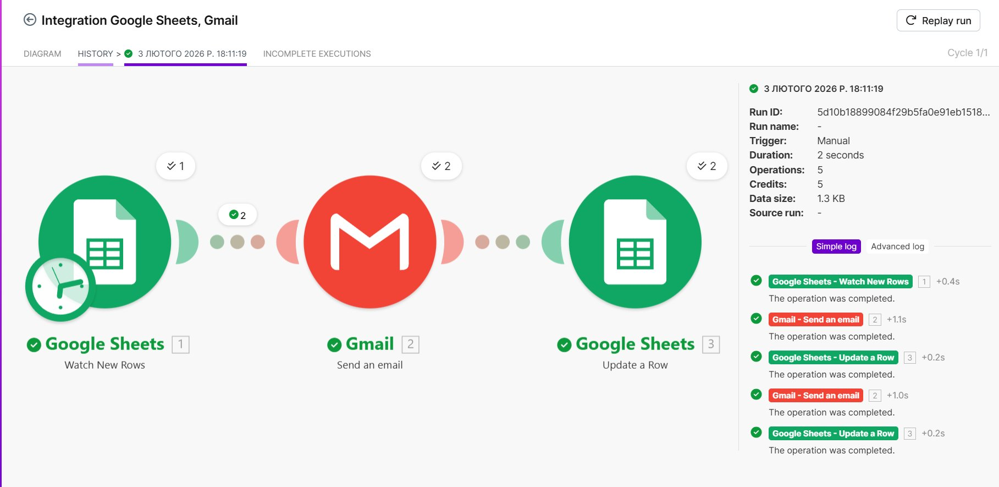 Integration Google Sheets, Gmail
Replay run
DIAGRAM
HISTORY > 3 ЛЮТОГО 2026 Р. 18:11:19
INCOMPLETE EXECUTIONS
Cycle 1/1
1
2
2
2
Google Sheets 1
Watch New Rows
Gmail 2
Send an email
Google Sheets 3
Update a Row
3 ЛЮТОГО 2026 Р. 18:11:19
Run ID: 5d10b18899084f29b5fa0e91eb1518...
Run name: -
Trigger: Manual
Duration: 2 seconds
Operations: 5
Credits: 5
Data size: 1.3 KB
Source run: -
Simple log
Advanced log
Google Sheets - Watch New Rows 1 +0.4s
The operation was completed.
Gmail - Send an email 2 +1.1s
The operation was completed.
Google Sheets - Update a Row 3 +0.2s
The operation was completed.
Gmail - Send an email 2 +1.0s
The operation was completed.
Google Sheets - Update a Row 3 +0.2s
The operation was completed.